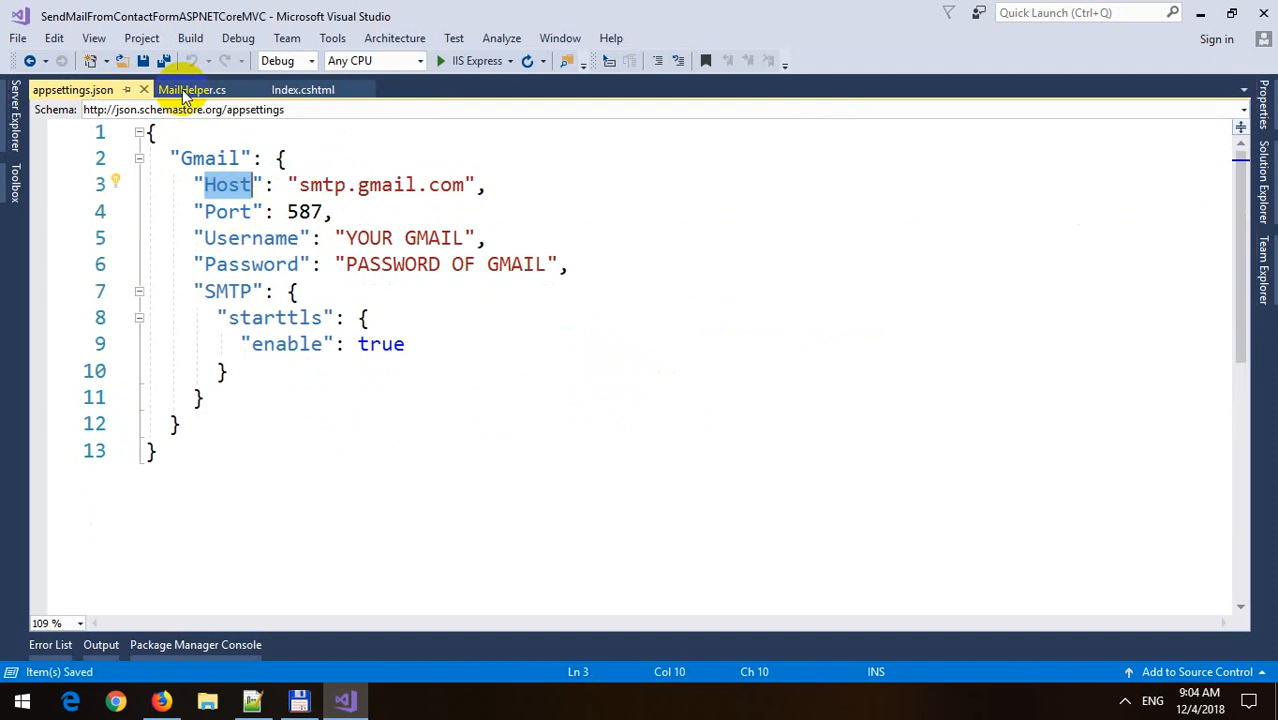 SendMailFromContactFormASPNETCoreMVC - Microsoft Visual Studio
Quick Launch (Ctrl+Q)
File Edit View Project Build Debug Team Tools Architecture Test Analyze Window Help
Sign in
Debug Any CPU IIS Express
appsettings.json MailHelper.cs Index.cshtml
Schema: http://json.schemastore.org/appsettings
Server Explorer
Toolbox
Properties
Solution Explorer
Team Explorer
1 {
2 "Gmail": {
3 "Host": "smtp.gmail.com",
4 "Port": 587,
5 "Username": "YOUR GMAIL",
6 "Password": "PASSWORD OF GMAIL",
7 "SMTP": {
8 "starttls": {
9 "enable": true
10 }
11 }
12 }
13 }
109 %
Error List Output Package Manager Console
Item(s) Saved Ln 3 Col 10 Ch 10 INS Add to Source Control
ENG 9:04 AM
12/4/2018